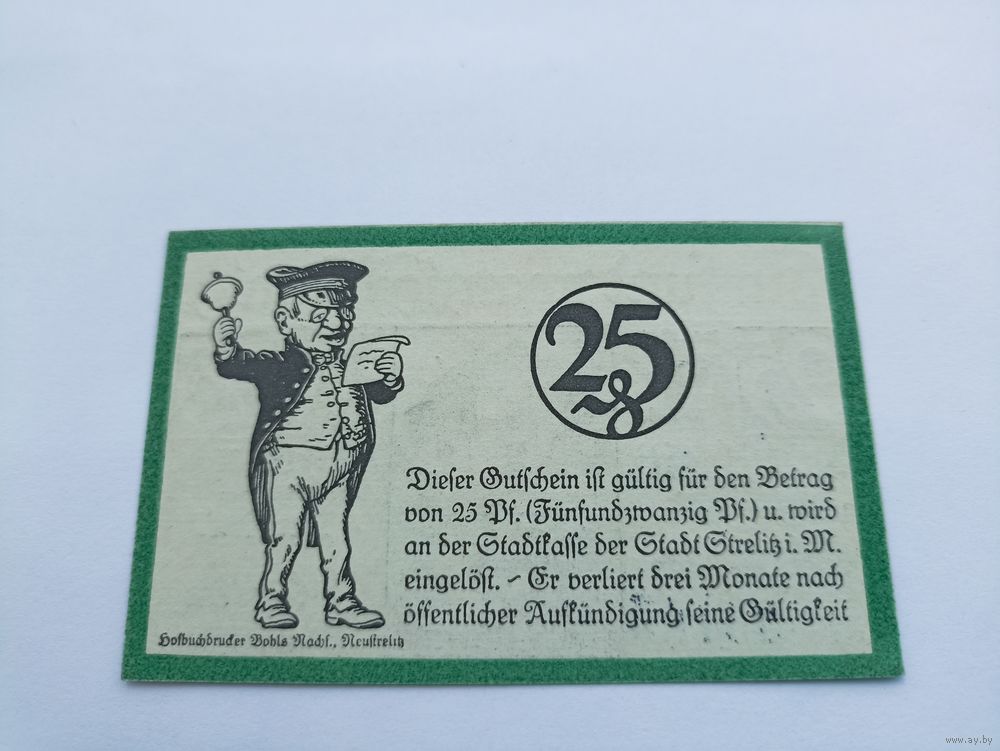 25
₰
Dieser Gutschein ist gültig für den Betrag
von 25 Pf. (Fünfundzwanzig Pf.) u. wird
an der Stadtkasse der Stadt Strelitz i. M.
eingelöst. ~ Er verliert drei Monate nach
öffentlicher Aufkündigung seine Gültigkeit
Hofbuchdrucker Bohls Nachf., Neustrelitz
www.ay.by